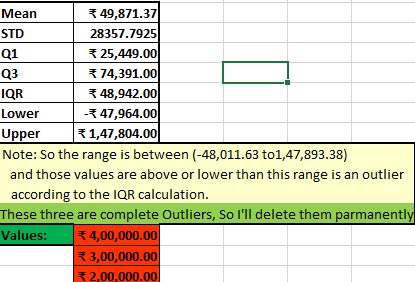 Mean ₹ 49,871.37
STD 28357.7925
Q1 ₹ 25,449.00
Q3 ₹ 74,391.00
IQR ₹ 48,942.00
Lower -₹ 47,964.00
Upper ₹ 1,47,804.00
Note: So the range is between (-48,011.63 to1,47,893.38)
and those values are above or lower than this range is an outlier
according to the IQR calculation.
These three are complete Outliers, So I'll delete them parmanently
Values: ₹ 4,00,000.00
₹ 3,00,000.00
₹ 2,00,000.00